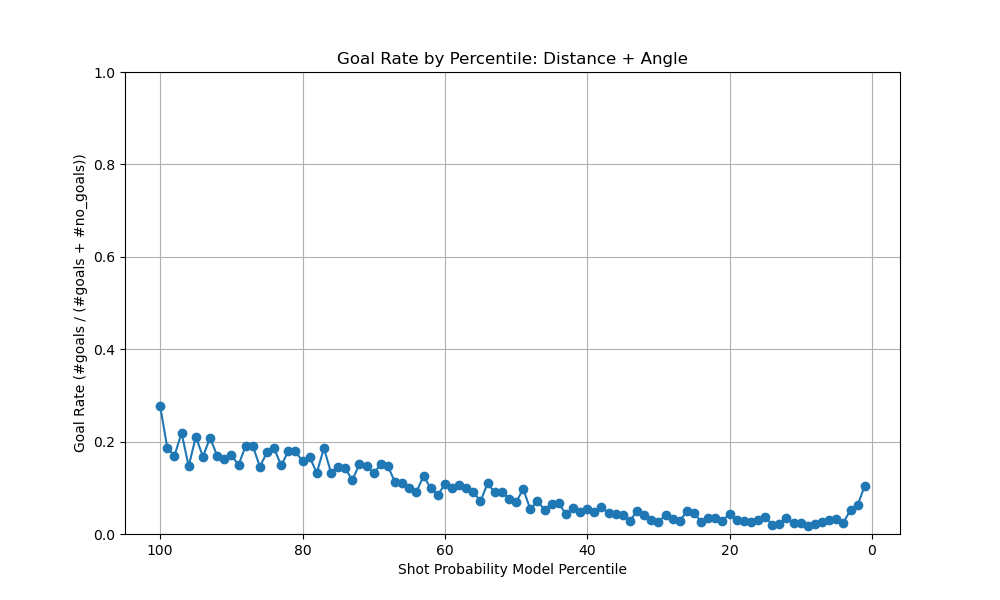 Goal Rate by Percentile: Distance + Angle
Goal Rate (#goals / (#goals + #no_goals))
1.0
0.8
0.6
0.4
0.2
0.0
100 80 60 40 20 0
Shot Probability Model Percentile